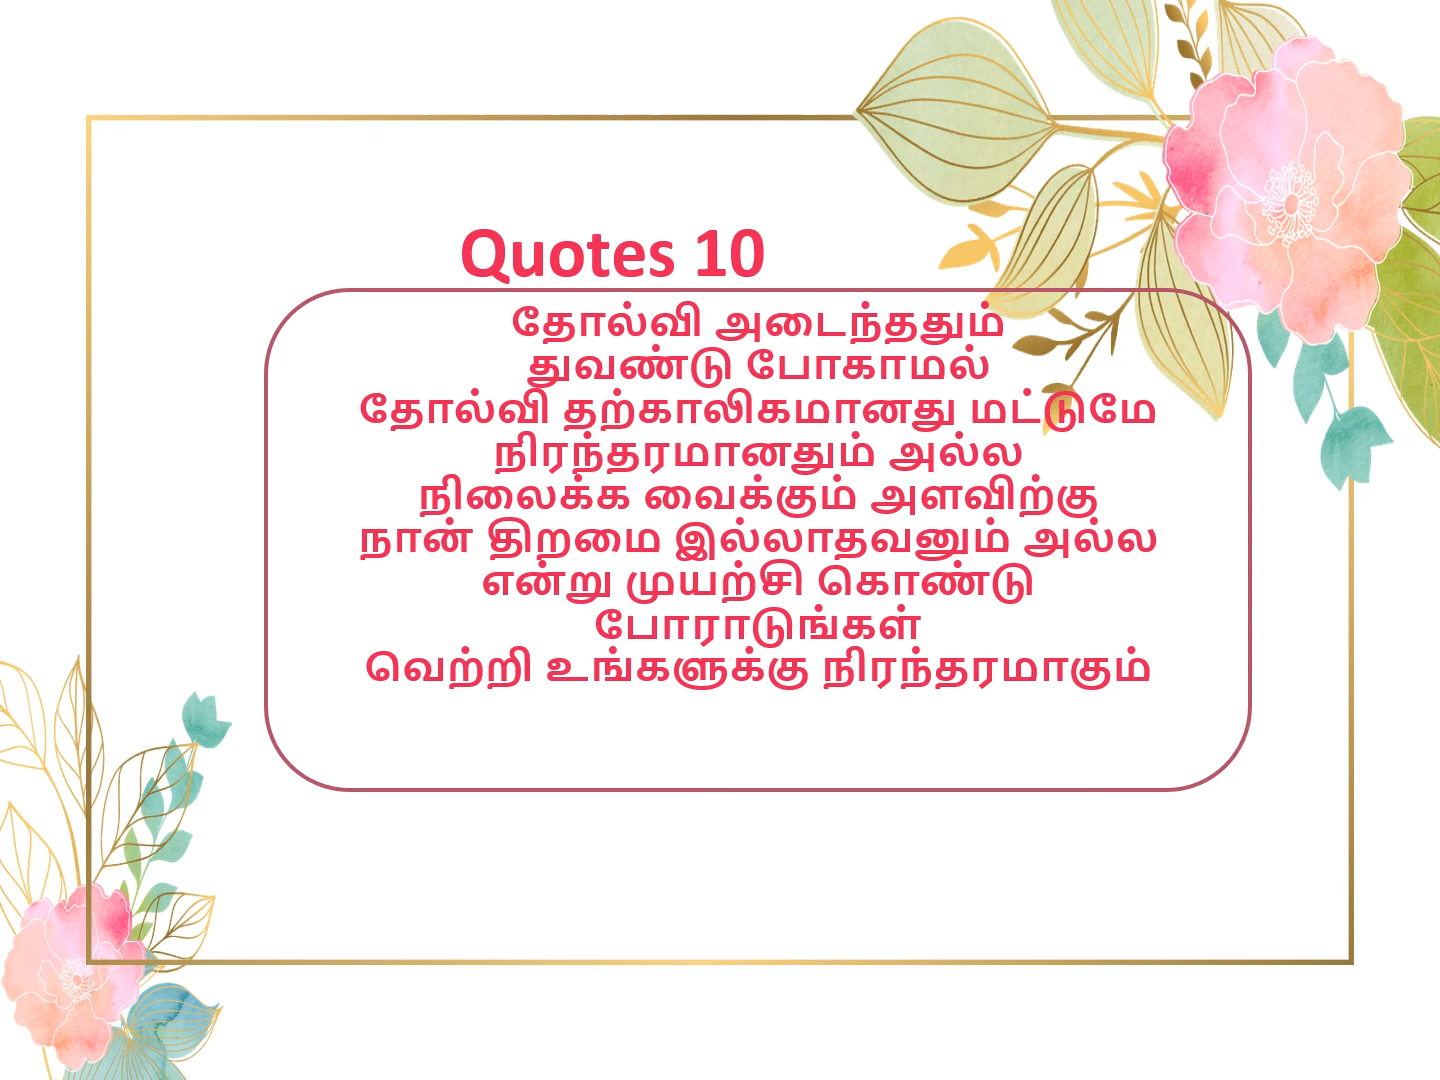 Quotes 10
தோல்வி அடைந்ததும்
துவண்டு போகாமல்
தோல்வி தற்காலிகமானது மட்டுமே
நிரந்தரமானதும் அல்ல
நிலைக்க வைக்கும் அளவிற்கு
நான் திறமை இல்லாதவனும் அல்ல
என்று முயற்சி கொண்டு
போராடுங்கள்
வெற்றி உங்களுக்கு நிரந்தரமாகும்